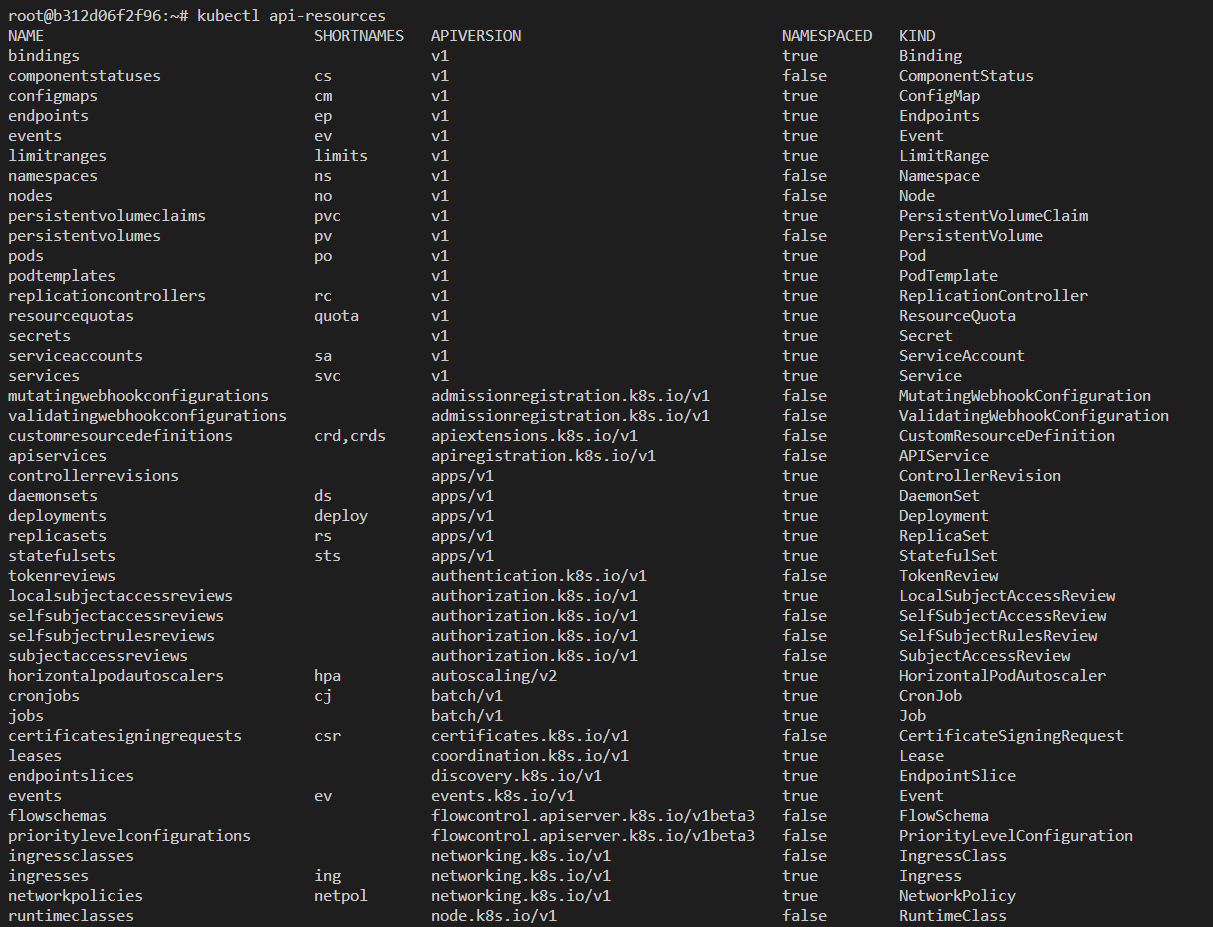 root@b312d06f2f96:~# kubectl api-resources
NAME                              SHORTNAMES   APIVERSION                             NAMESPACED   KIND
bindings                                       v1                                     true         Binding
componentstatuses                 cs           v1                                     false        ComponentStatus
configmaps                        cm           v1                                     true         ConfigMap
endpoints                         ep           v1                                     true         Endpoints
events                            ev           v1                                     true         Event
limitranges                       limits       v1                                     true         LimitRange
namespaces                        ns           v1                                     false        Namespace
nodes                             no           v1                                     false        Node
persistentvolumeclaims            pvc          v1                                     true         PersistentVolumeClaim
persistentvolumes                 pv           v1                                     false        PersistentVolume
pods                              po           v1                                     true         Pod
podtemplates                                   v1                                     true         PodTemplate
replicationcontrollers            rc           v1                                     true         ReplicationController
resourcequotas                    quota        v1                                     true         ResourceQuota
secrets                                        v1                                     true         Secret
serviceaccounts                   sa           v1                                     true         ServiceAccount
services                          svc          v1                                     true         Service
mutatingwebhookconfigurations                  admissionregistration.k8s.io/v1        false        MutatingWebhookConfiguration
validatingwebhookconfigurations                admissionregistration.k8s.io/v1        false        ValidatingWebhookConfiguration
customresourcedefinitions         crd,crds     apiextensions.k8s.io/v1                false        CustomResourceDefinition
apiservices                                    apiregistration.k8s.io/v1              false        APIService
controllerrevisions                            apps/v1                                true         ControllerRevision
daemonsets                        ds           apps/v1                                true         DaemonSet
deployments                       deploy       apps/v1                                true         Deployment
replicasets                       rs           apps/v1                                true         ReplicaSet
statefulsets                      sts          apps/v1                                true         StatefulSet
tokenreviews                                   authentication.k8s.io/v1               false        TokenReview
localsubjectaccessreviews                      authorization.k8s.io/v1                true         LocalSubjectAccessReview
selfsubjectaccessreviews                       authorization.k8s.io/v1                false        SelfSubjectAccessReview
selfsubjectrulesreviews                        authorization.k8s.io/v1                false        SelfSubjectRulesReview
subjectaccessreviews                           authorization.k8s.io/v1                false        SubjectAccessReview
horizontalpodautoscalers          hpa          autoscaling/v2                         true         HorizontalPodAutoscaler
cronjobs                          cj           batch/v1                               true         CronJob
jobs                                           batch/v1                               true         Job
certificatesigningrequests        csr          certificates.k8s.io/v1                 false        CertificateSigningRequest
leases                                         coordination.k8s.io/v1                 true         Lease
endpointslices                                 discovery.k8s.io/v1                    true         EndpointSlice
events                            ev           events.k8s.io/v1                       true         Event
flowschemas                                    flowcontrol.apiserver.k8s.io/v1beta3   false        FlowSchema
prioritylevelconfigurations                    flowcontrol.apiserver.k8s.io/v1beta3   false        PriorityLevelConfiguration
ingressclasses                                 networking.k8s.io/v1                   false        IngressClass
ingresses                         ing          networking.k8s.io/v1                   true         Ingress
networkpolicies                   netpol       networking.k8s.io/v1                   true         NetworkPolicy
runtimeclasses                                 node.k8s.io/v1                         false        RuntimeClass